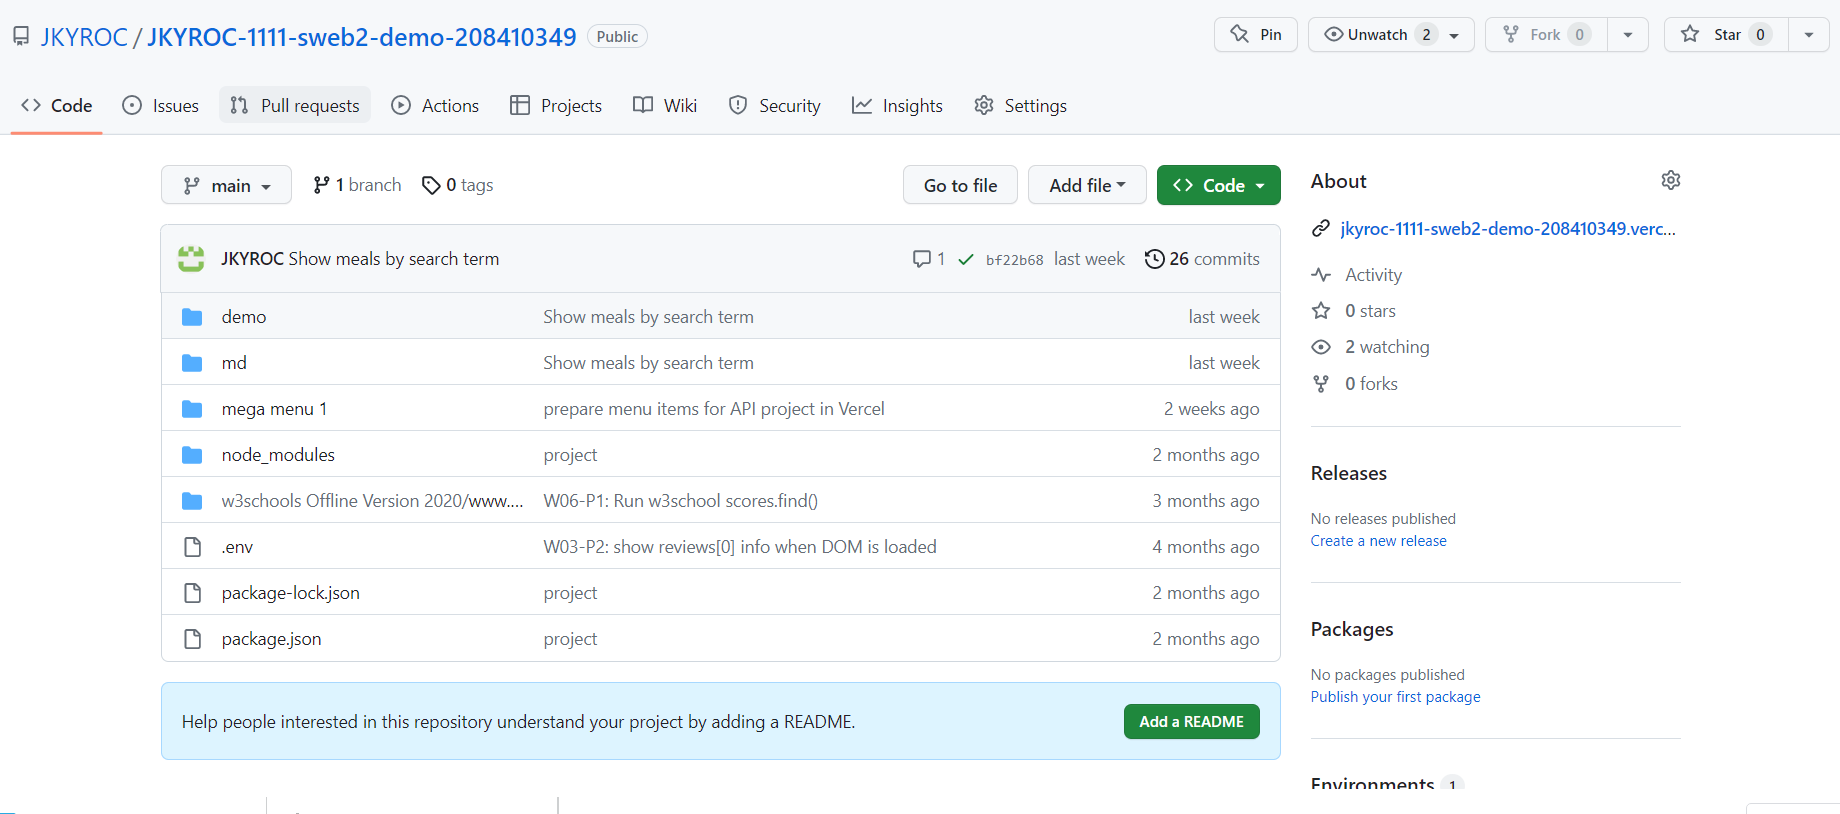 JKYROC / JKYROC-1111-sweb2-demo-208410349 Public
Pin Unwatch 2 Fork 0 Star 0
Code Issues Pull requests Actions Projects Wiki Security Insights Settings
main 1 branch 0 tags Go to file Add file Code
JKYROC Show meals by search term 1 bf22b68 last week 26 commits
demo Show meals by search term last week
md Show meals by search term last week
mega menu 1 prepare menu items for API project in Vercel 2 weeks ago
node_modules project 2 months ago
w3schools Offline Version 2020/www.... W06-P1: Run w3school scores.find() 3 months ago
.env W03-P2: show reviews[0] info when DOM is loaded 4 months ago
package-lock.json project 2 months ago
package.json project 2 months ago
Help people interested in this repository understand your project by adding a README. Add a README
About
jkyroc-1111-sweb2-demo-208410349.verc...
Activity
0 stars
2 watching
0 forks
Releases
No releases published
Create a new release
Packages
No packages published
Publish your first package
Environments 1